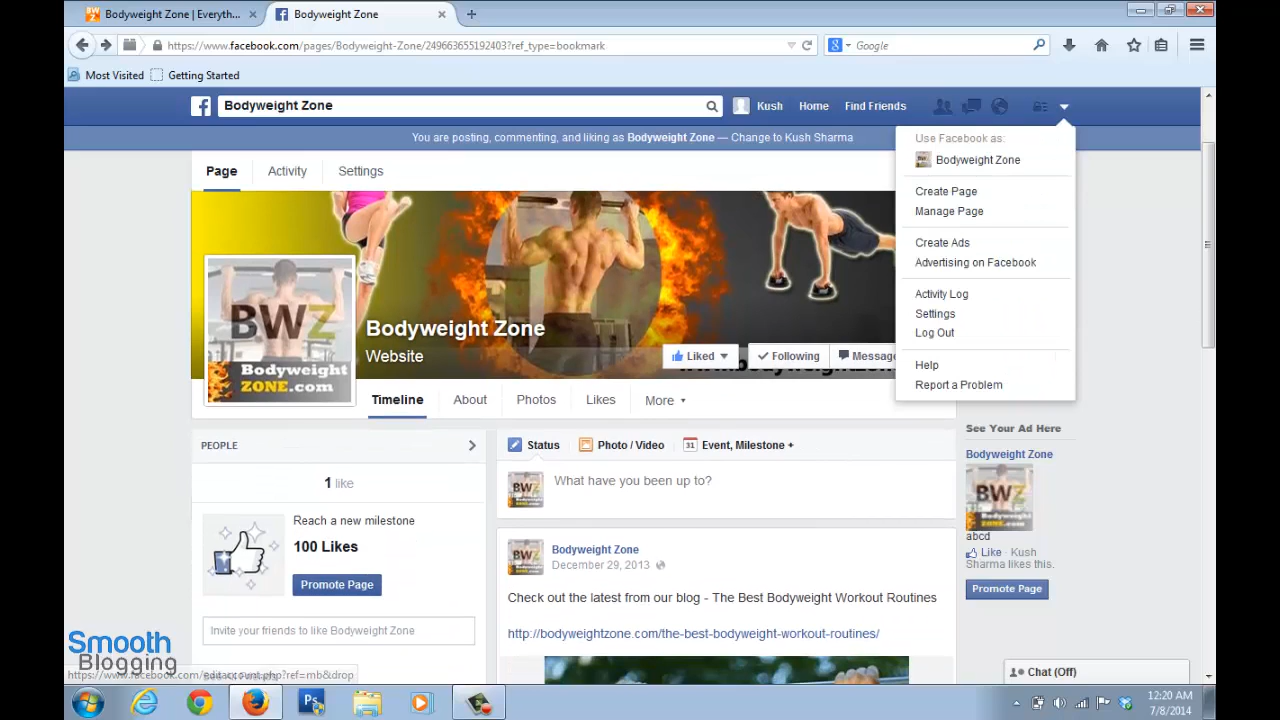 Bodyweight Zone | Everyth...
Bodyweight Zone
https://www.facebook.com/pages/Bodyweight-Zone/249663655192403?ref_type=bookmark
Google
Most Visited
Getting Started
Bodyweight Zone
Kush
Home
Find Friends
You are posting, commenting, and liking as Bodyweight Zone — Change to Kush Sharma
Use Facebook as:
Bodyweight Zone
Create Page
Manage Page
Create Ads
Advertising on Facebook
Activity Log
Settings
Log Out
Help
Report a Problem
Page
Activity
Settings
BWZ
Bodyweight
ZONE.com
Bodyweight Zone
Website
Liked
Following
Message
Timeline
About
Photos
Likes
More
PEOPLE
1 like
Reach a new milestone
100 Likes
Promote Page
Invite your friends to like Bodyweight Zone
Status
Photo / Video
31
Event, Milestone +
What have you been up to?
Bodyweight Zone
December 29, 2013
Check out the latest from our blog - The Best Bodyweight Workout Routines
http://bodyweightzone.com/the-best-bodyweight-workout-routines/
See Your Ad Here
Bodyweight Zone
BWZ
Bodyweight
ZONE.com
abcd
Like · Kush
Sharma likes this.
Promote Page
Chat (Off)
Smooth
Blogging
12:20 AM
7/8/2014